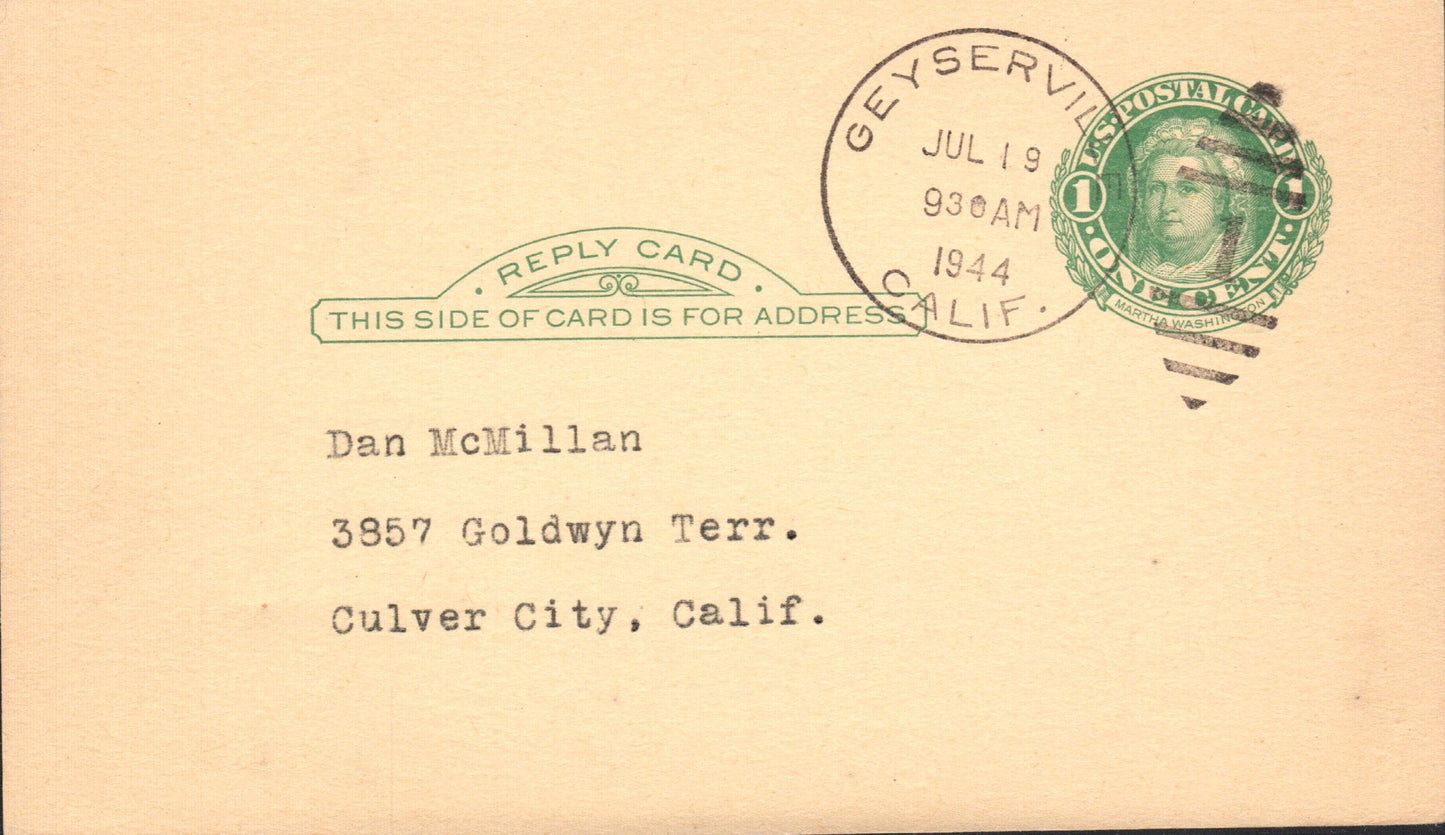 GEYSERVIL
JUL 19
930AM
1944
CALIF.
U.S. POSTAL CARD
1 1
·ONE CENT·
MARTHA WASHINGTON
· REPLY CARD ·
THIS SIDE OF CARD IS FOR ADDRESS
1
Dan McMillan
3857 Goldwyn Terr.
Culver City, Calif.